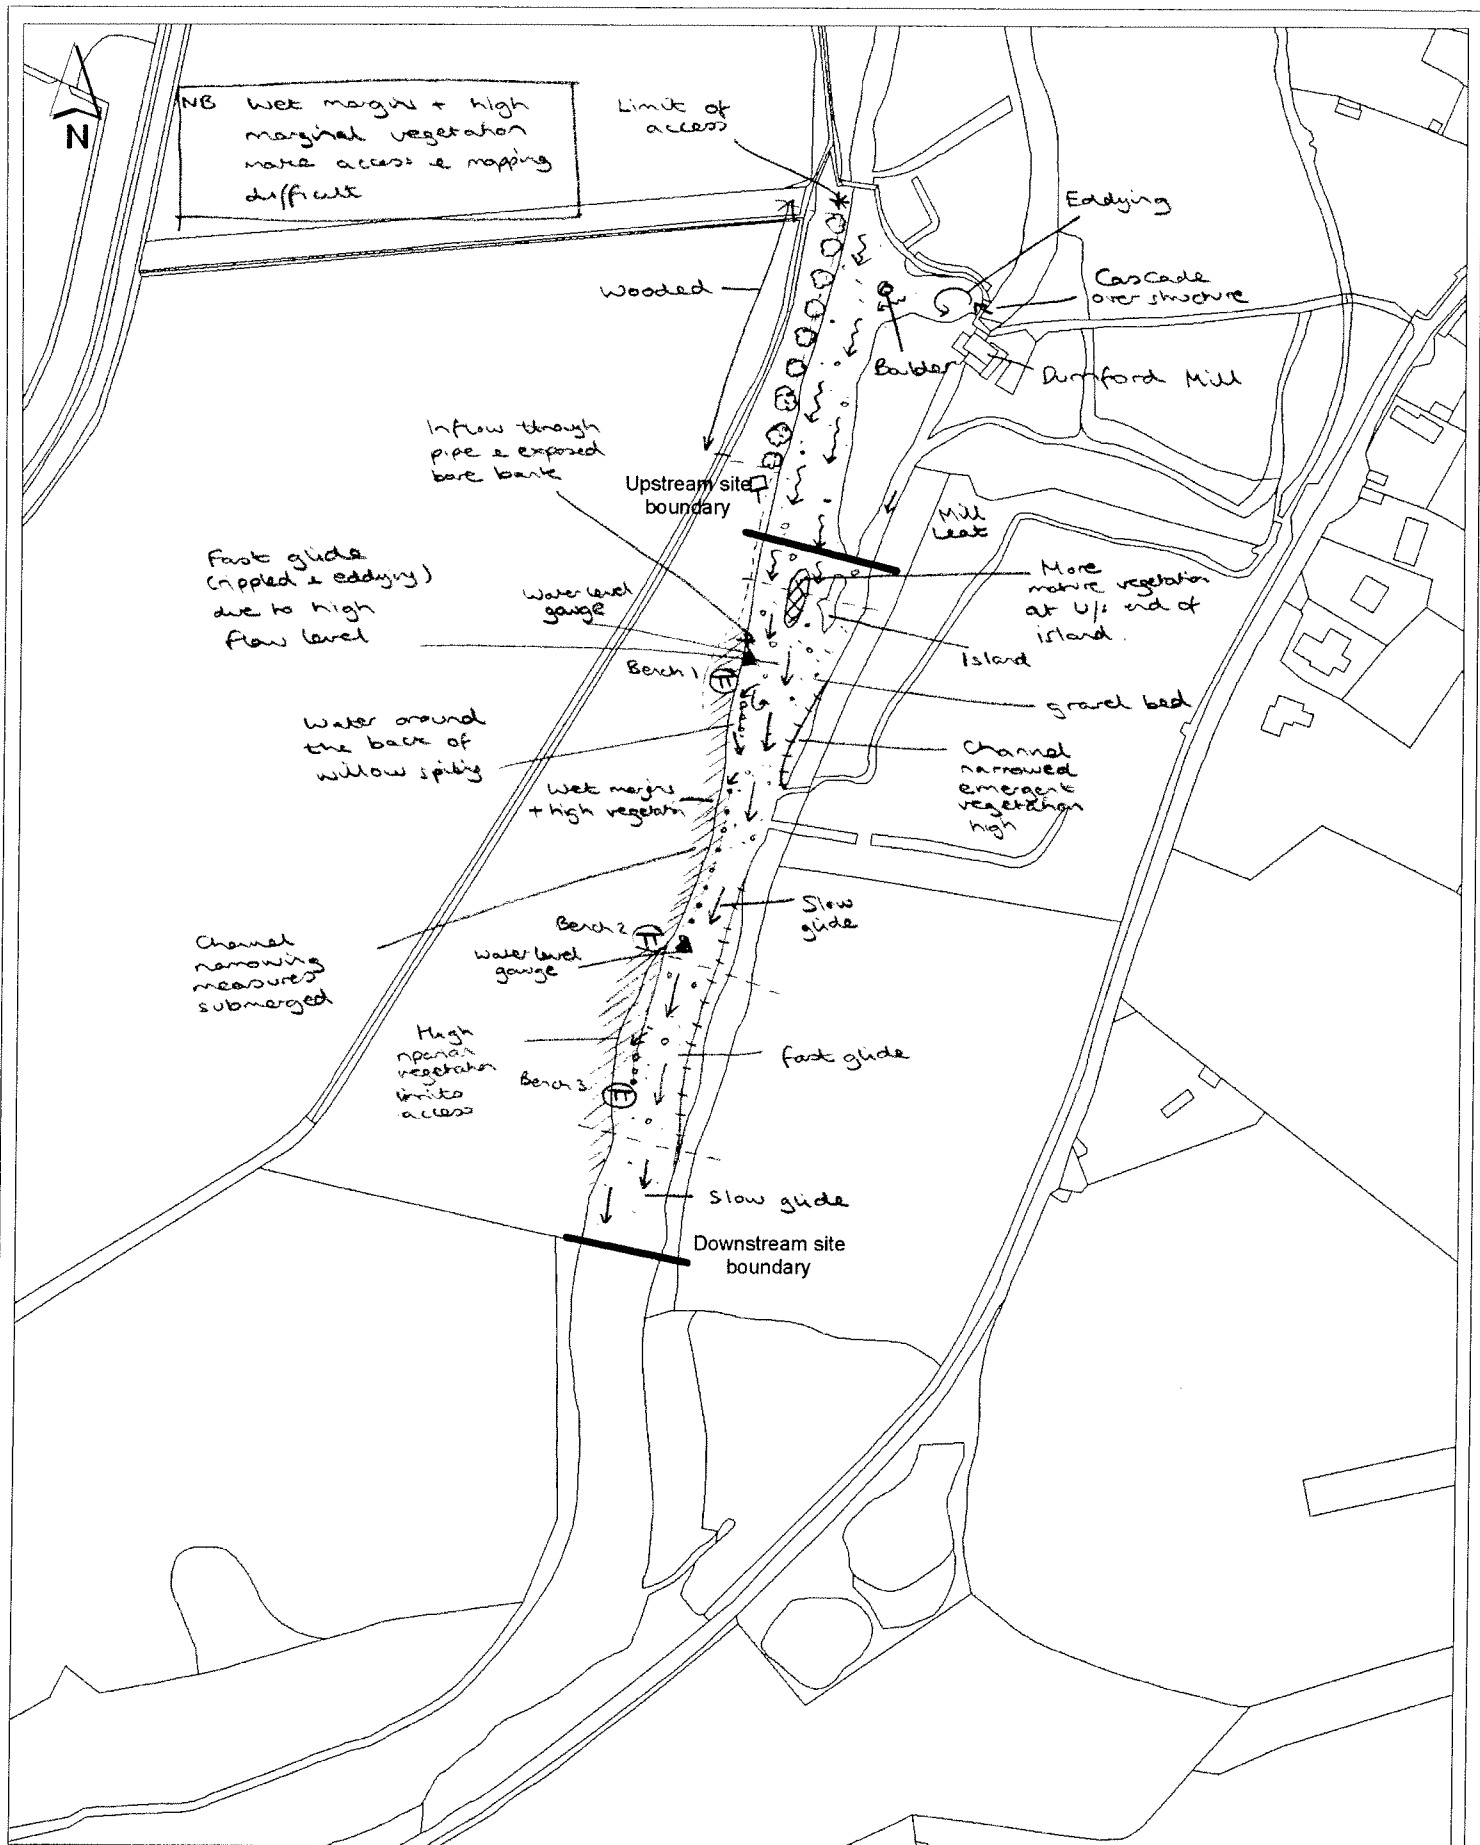 N
NB Wet margins + high
marginal vegetation
make access & mapping
difficult
Limit of
access
Eddying
Cascade
over structure
Wooded
Boulder
Durnford Mill
Inflow through
pipe & exposed
bare bank
Upstream site
boundary
Mill
Leat
Fast glide
(rippled & eddying)
due to high
flow level
Water level
gauge
More
mature vegetation
at U/s end of
island.
Island
Bench 1
gravel bed
Water around
the back of
willow spiling
Channel
narrowed
emergent
vegetation
high
Wet margins
+ high vegetation
Slow
glide
Bench 2
Water level
gauge
Channel
narrowing
measures
submerged
High
riparian
vegetation
limits
access
Fast glide
Bench 3
Slow glide
Downstream site
boundary